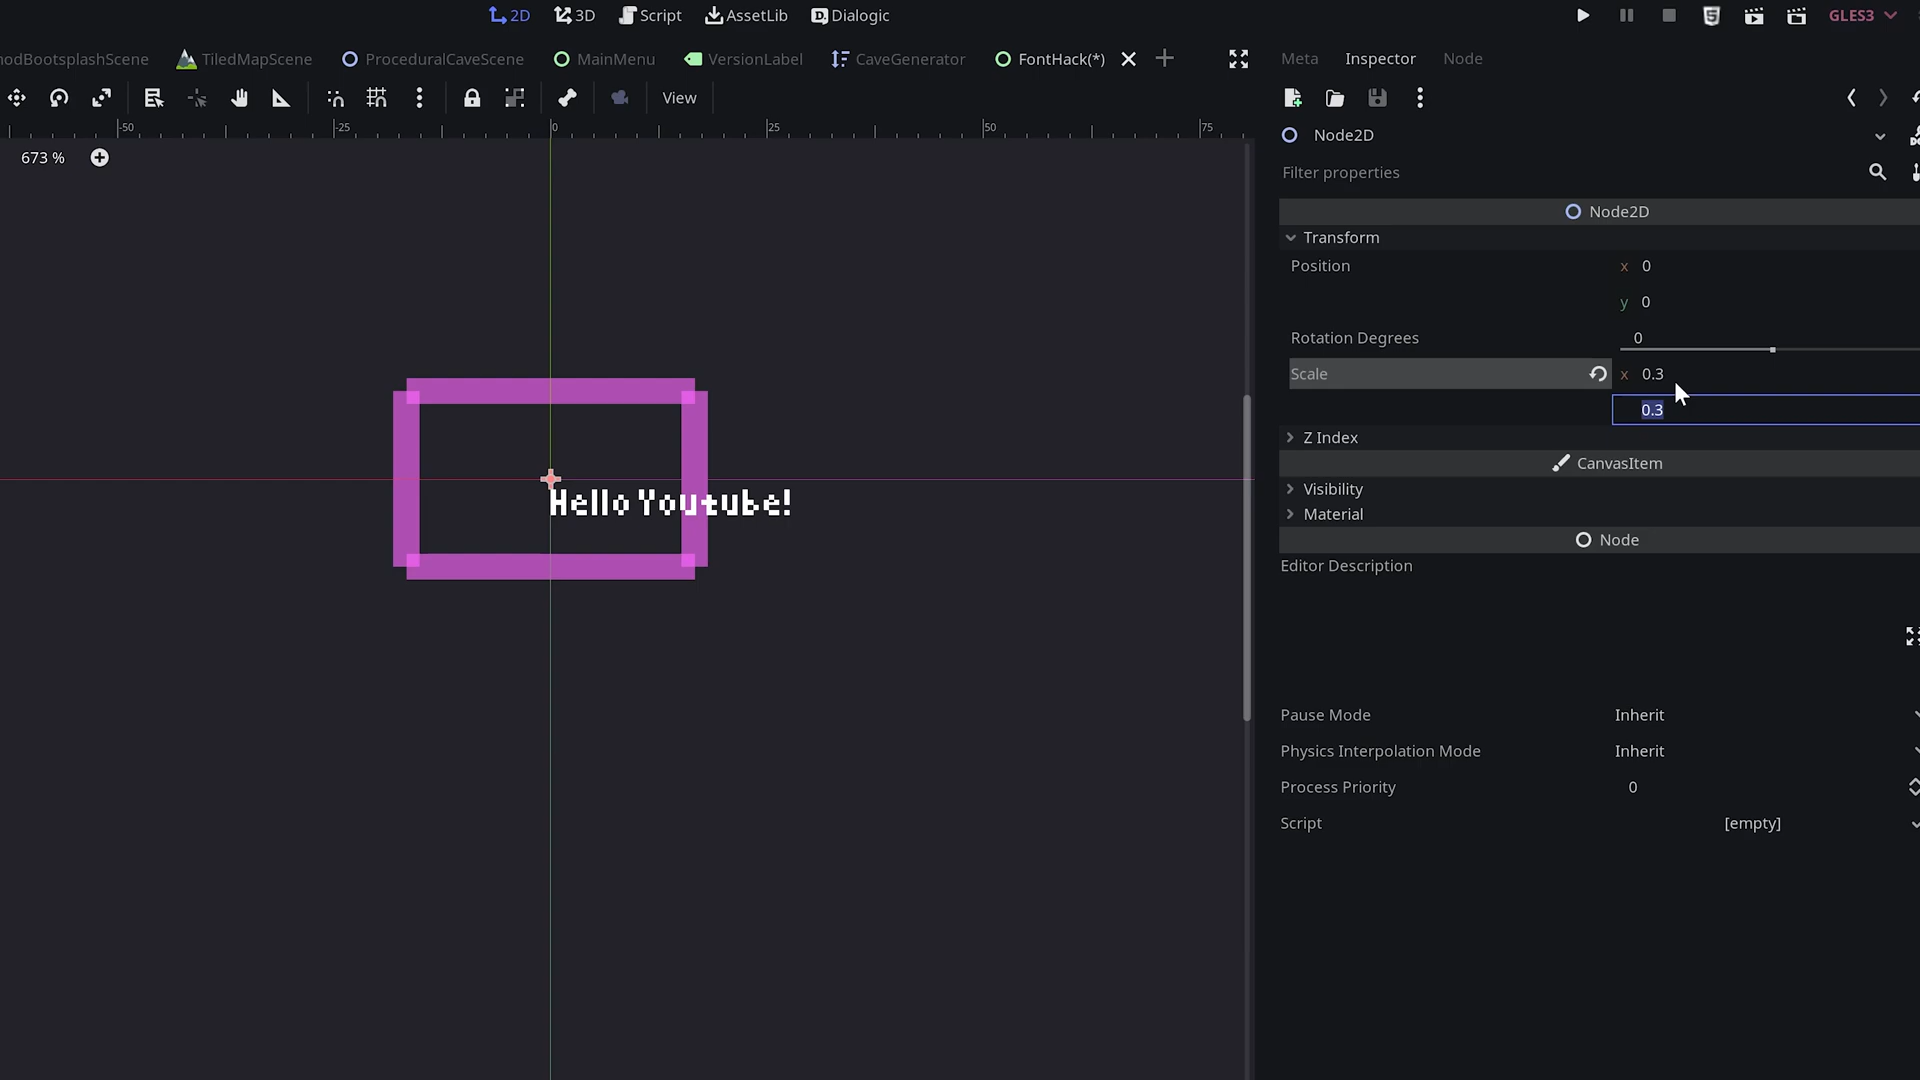 2D 3D Script AssetLib Dialogic GLES3
nodBootsplashScene TiledMapScene ProceduralCaveScene MainMenu VersionLabel CaveGenerator FontHack(*) Meta Inspector Node
View
-50 -25 0 25 50 75
673 %
Node2D
Filter properties
Node2D
Transform
Position x 0
y 0
Rotation Degrees 0
Scale x 0.3
0.3
Z Index
CanvasItem
Visibility
Material
Node
Editor Description
Pause Mode Inherit
Physics Interpolation Mode Inherit
Process Priority 0
Script [empty]
Hello Youtube!